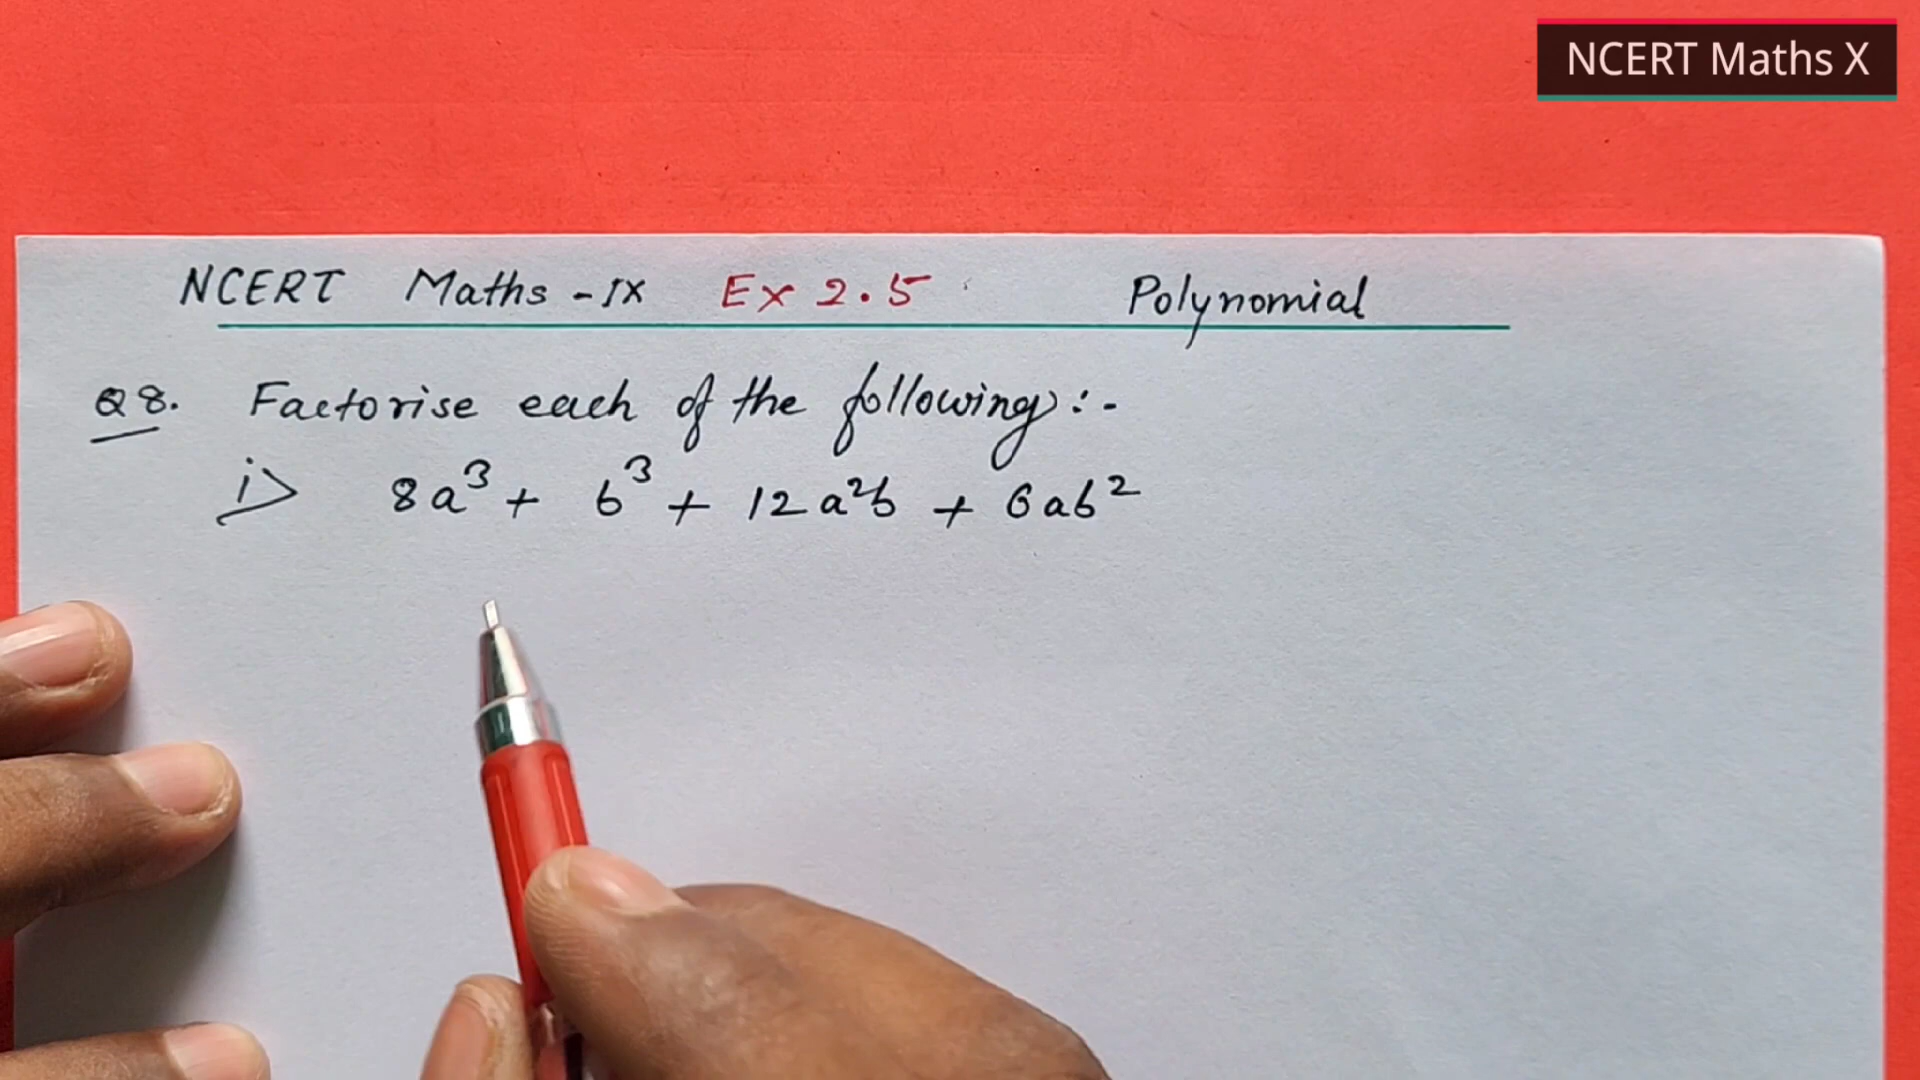 NCERT Maths X
NCERT Maths - IX Ex 2.5 Polynomial
Q8. Factorise each of the following :-
i> 8a³ + b³ + 12a²b + 6ab²